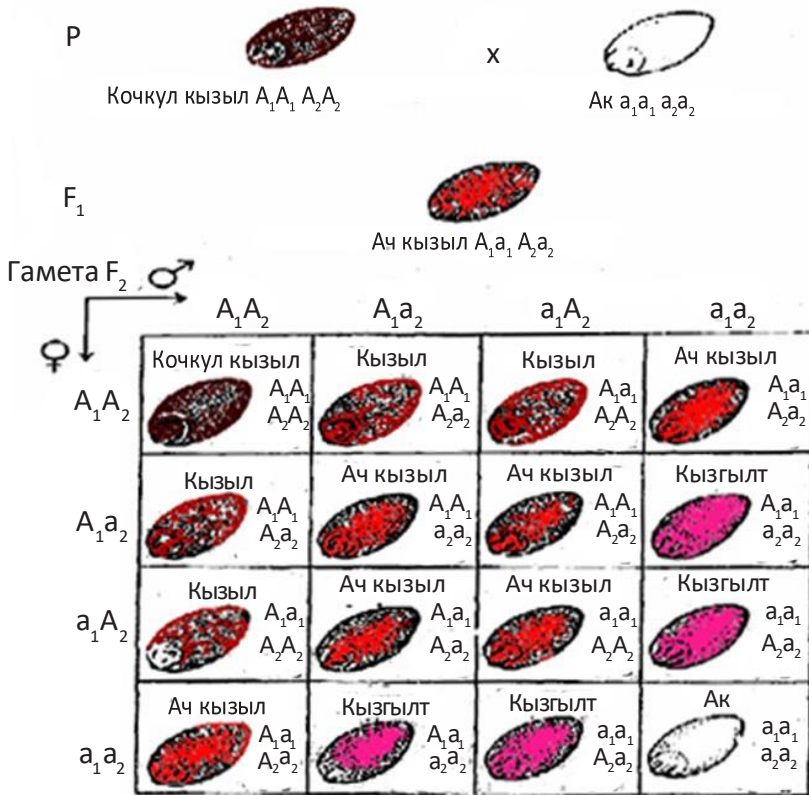 P
x
Кочкул кызыл A₁A₁ A₂A₂
Ак a₁a₁ a₂a₂
F₁
Ач кызыл A₁a₁ A₂a₂
Гамета F₂ ♂
♀
A₁A₂ A₁a₂ a₁A₂ a₁a₂
A₁A₂
Кочкул кызыл
A₁A₁
A₂A₂
Кызыл
A₁A₁
A₂a₂
Кызыл
A₁a₁
A₂A₂
Ач кызыл
A₁a₁
A₂a₂
A₁a₂
Кызыл
A₁A₁
A₂a₂
Ач кызыл
A₁A₁
a₂a₂
Ач кызыл
A₁A₁
A₂a₂
Кызгылт
A₁a₁
a₂a₂
a₁A₂
Кызыл
A₁a₁
A₂A₂
Ач кызыл
A₁a₁
A₂a₂
Ач кызыл
a₁a₁
A₂A₂
Кызгылт
a₁a₁
A₂a₂
a₁a₂
Ач кызыл
A₁a₁
A₂a₂
Кызгылт
A₁a₁
a₂a₂
Кызгылт
a₁a₁
A₂a₂
Ак
a₁a₁
a₂a₂